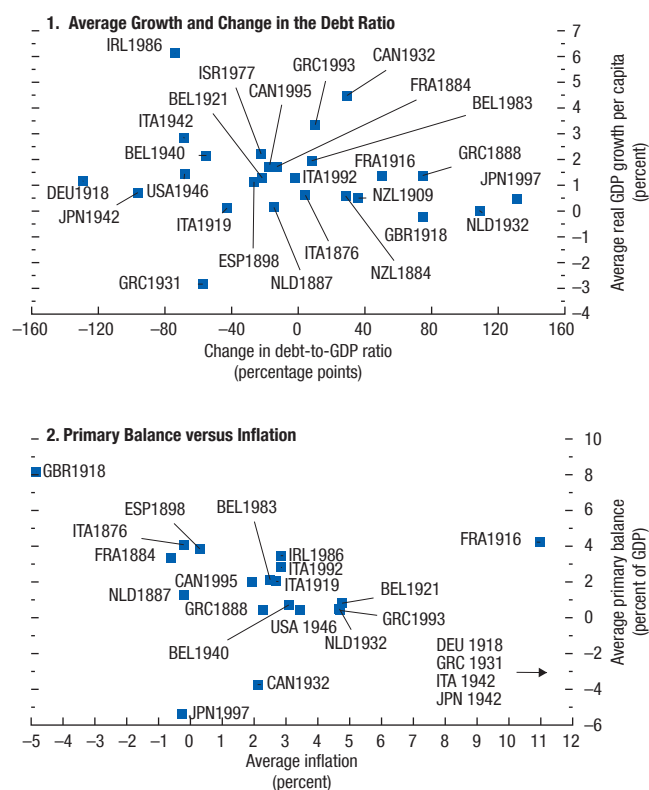 1. Average Growth and Change in the Debt Ratio
7
6
5
4
3
2
1
0
−1
−2
−3
−4
IRL1986
CAN1932
GRC1993
ISR1977
FRA1884
CAN1995
BEL1921
BEL1983
ITA1942
BEL1940
ITA1992
FRA1916
GRC1888
DEU1918
USA1946
JPN1997
JPN1942
NZL1909
ITA1919
GBR1918
NLD1932
ESP1898
ITA1876
NLD1887
NZL1884
GRC1931
−160
−120
−80
−40
0
40
80
120
160
Change in debt-to-GDP ratio
(percentage points)
Average real GDP growth per capita
(percent)
2. Primary Balance versus Inflation
10
8
6
4
2
0
−2
−4
−6
GBR1918
ESP1898
BEL1983
ITA1876
FRA1884
IRL1986
FRA1916
ITA1992
CAN1995
ITA1919
NLD1887
BEL1921
GRC1888
GRC1993
USA 1946
NLD1932
BEL1940
DEU 1918
GRC 1931
ITA 1942
JPN 1942
CAN1932
JPN1997
−5
−4
−3
−2
−1
0
1
2
3
4
5
6
7
8
9
10
11
12
Average inflation
(percent)
Average primary balance
(percent of GDP)